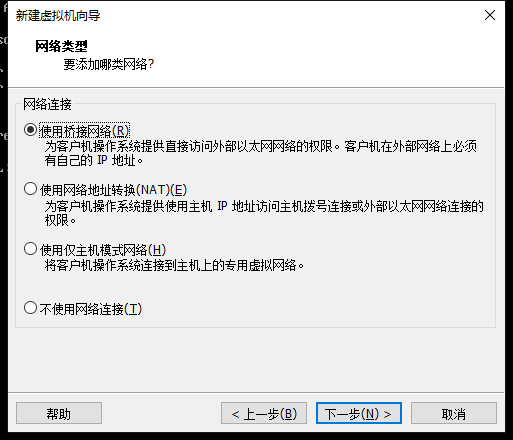 新建虚拟机向导
网络类型
要添加哪类网络?
网络连接
使用桥接网络(R)
为客户机操作系统提供直接访问外部以太网网络的权限。客户机在外部网络上必须
有自己的 IP 地址。
使用网络地址转换(NAT)(E)
为客户机操作系统提供使用主机 IP 地址访问主机拨号连接或外部以太网网络连接的
权限。
使用仅主机模式网络(H)
将客户机操作系统连接到主机上的专用虚拟网络。
不使用网络连接(T)
帮助
< 上一步(B)
下一步(N) >
取消